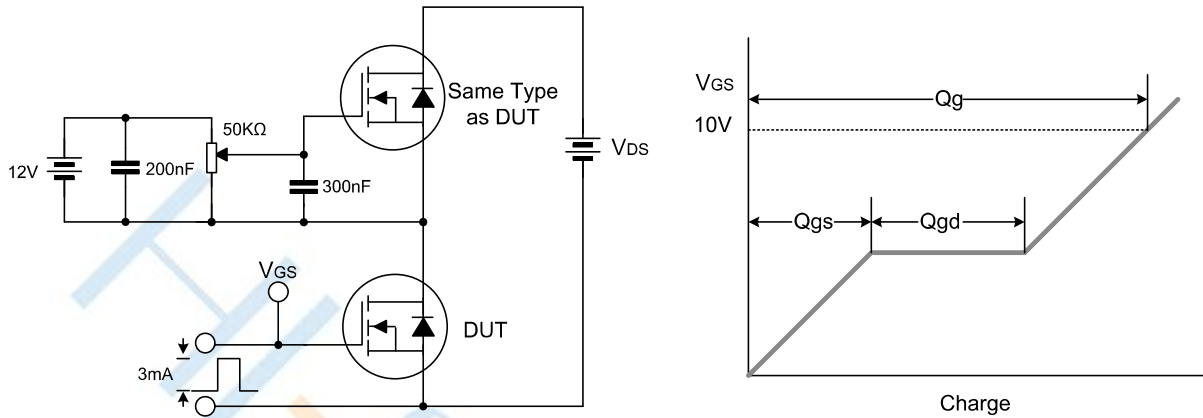 Same Type
as DUT
50KΩ
12V
200nF
300nF
VDS
VGS
DUT
3mA
VGS
10V
Qg
Qgs
Qgd
Charge